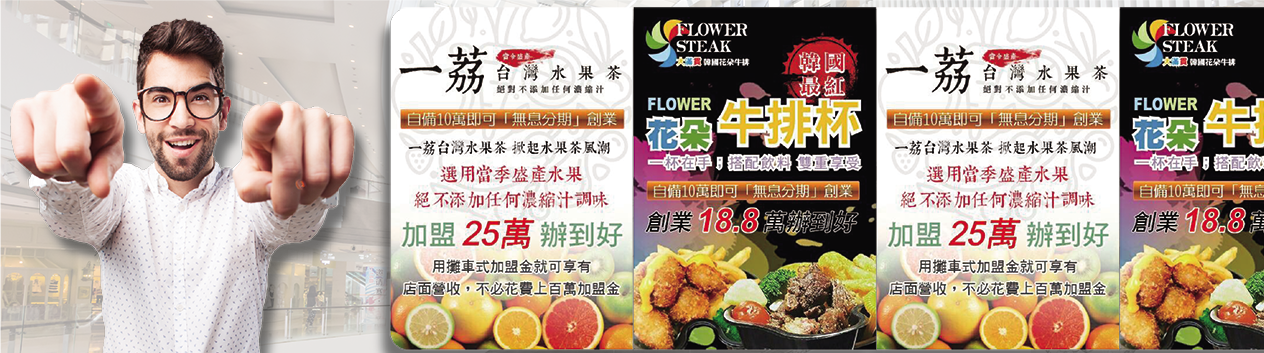 一荔
當令盛產
台灣水果茶
絕對不添加任何濃縮汁
自備10萬即可「無息分期」創業
一荔台灣水果茶 掀起水果茶風潮
選用當季盛產水果
絕不添加任何濃縮汁調味
加盟 25萬 辦到好
用攤車式加盟金就可享有
店面營收，不必花費上百萬加盟金
FLOWER
STEAK
大滿貫 韓國花朵牛排
韓國
最紅
FLOWER
花朵
牛排杯
一杯在手；搭配飲料 雙重享受
自備10萬即可「無息分期」創業
創業 18.8 萬辦到好
一荔
當令盛產
台灣水果茶
絕對不添加任何濃縮汁
自備10萬即可「無息分期」創業
一荔台灣水果茶 掀起水果茶風潮
選用當季盛產水果
絕不添加任何濃縮汁調味
加盟 25萬 辦到好
用攤車式加盟金就可享有
店面營收，不必花費上百萬加盟金
FLOWER
STEAK
大滿貫 韓國花朵牛排
FLOWER
花朵
牛
一杯在手；搭配飲
自備10萬即可「無息
創業 18.8 萬